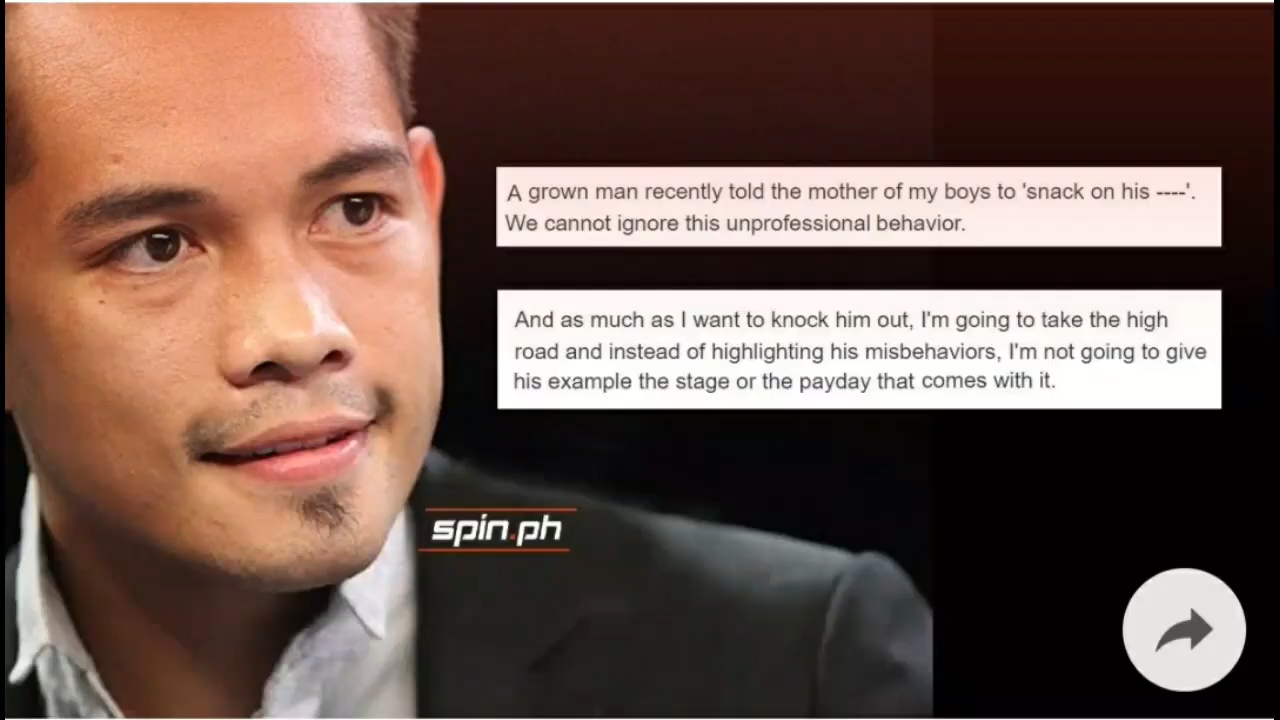 A grown man recently told the mother of my boys to 'snack on his ----'.
We cannot ignore this unprofessional behavior.
And as much as I want to knock him out, I'm going to take the high
road and instead of highlighting his misbehaviors, I'm not going to give
his example the stage or the payday that comes with it.
spin.ph